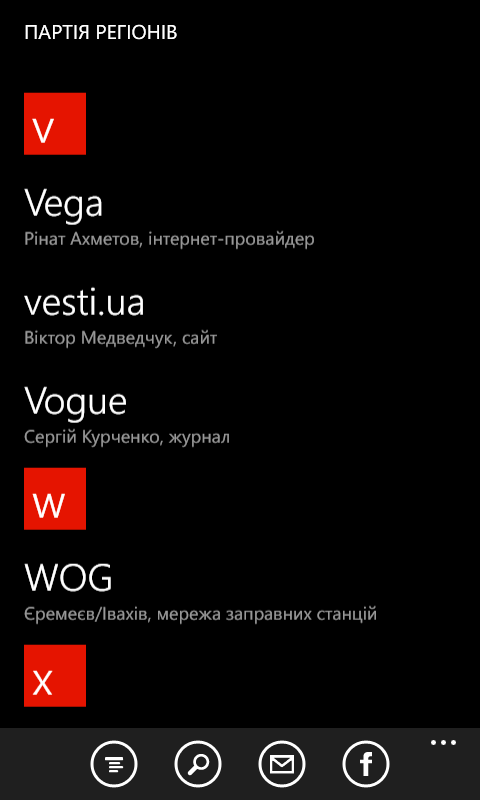 ПАРТІЯ РЕГІОНІВ
V
Vega
Рінат Ахметов, інтернет-провайдер
vesti.ua
Віктор Медведчук, сайт
Vogue
Сергій Курченко, журнал
W
WOG
Єремеєв/Івахів, мережа заправних станцій
X
f